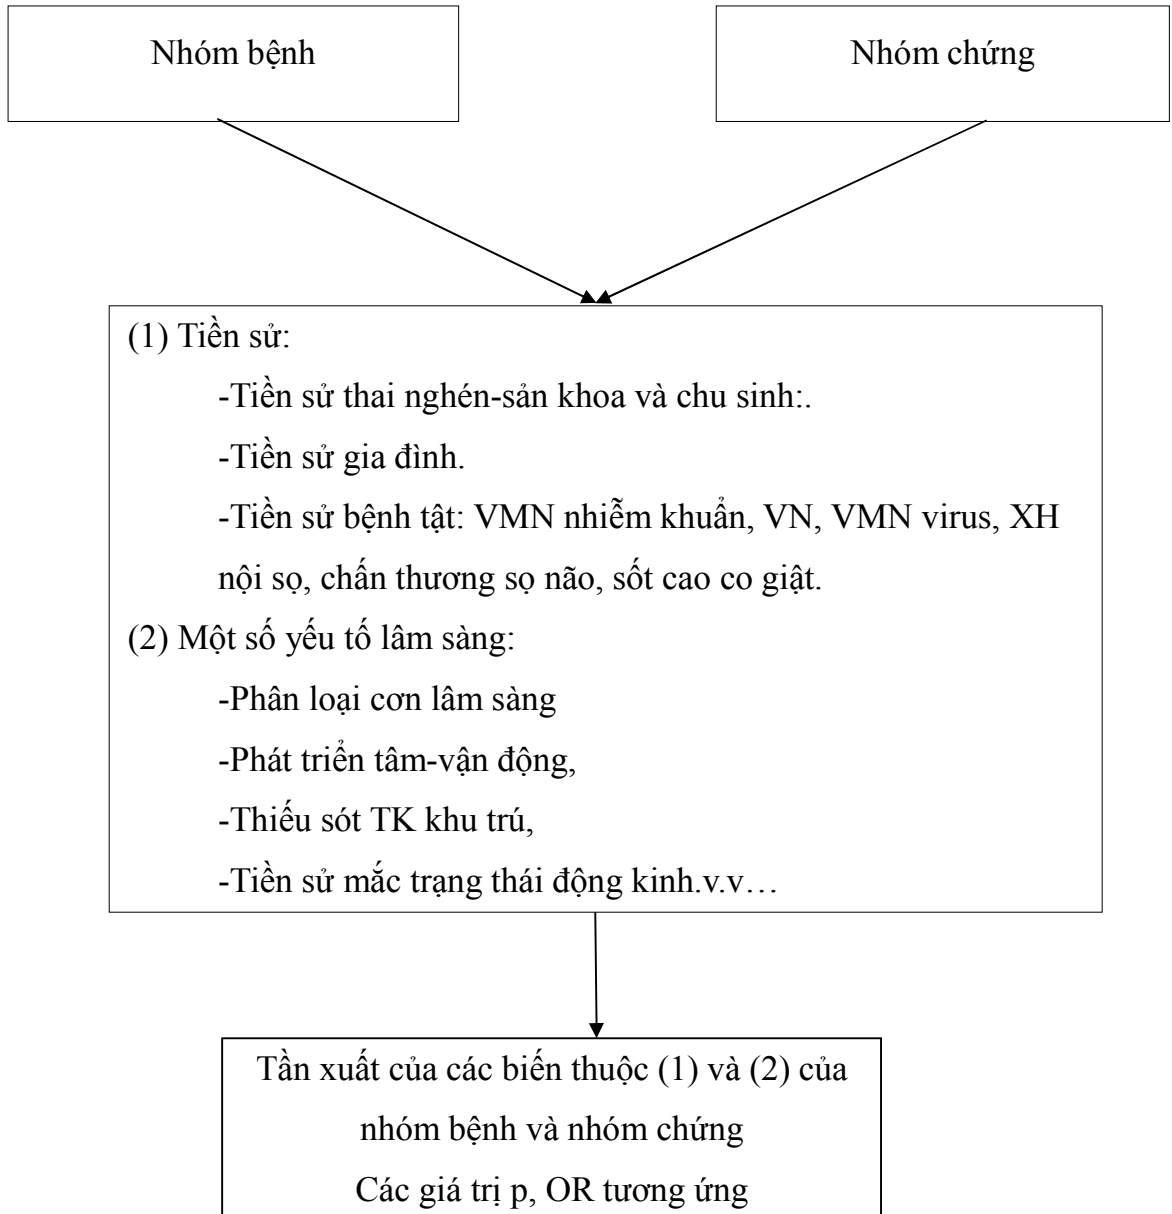 Nhóm bệnh
Nhóm chứng
(1) Tiền sử:
-Tiền sử thai nghén-sản khoa và chu sinh:.
-Tiền sử gia đình.
-Tiền sử bệnh tật: VMN nhiễm khuẩn, VN, VMN virus, XH
nội sọ, chấn thương sọ não, sốt cao co giật.
(2) Một số yếu tố lâm sàng:
-Phân loại cơn lâm sàng
-Phát triển tâm-vận động,
-Thiếu sót TK khu trú,
-Tiền sử mắc trạng thái động kinh.v.v…
Tần xuất của các biến thuộc (1) và (2) của
nhóm bệnh và nhóm chứng
Các giá trị p, OR tương ứng